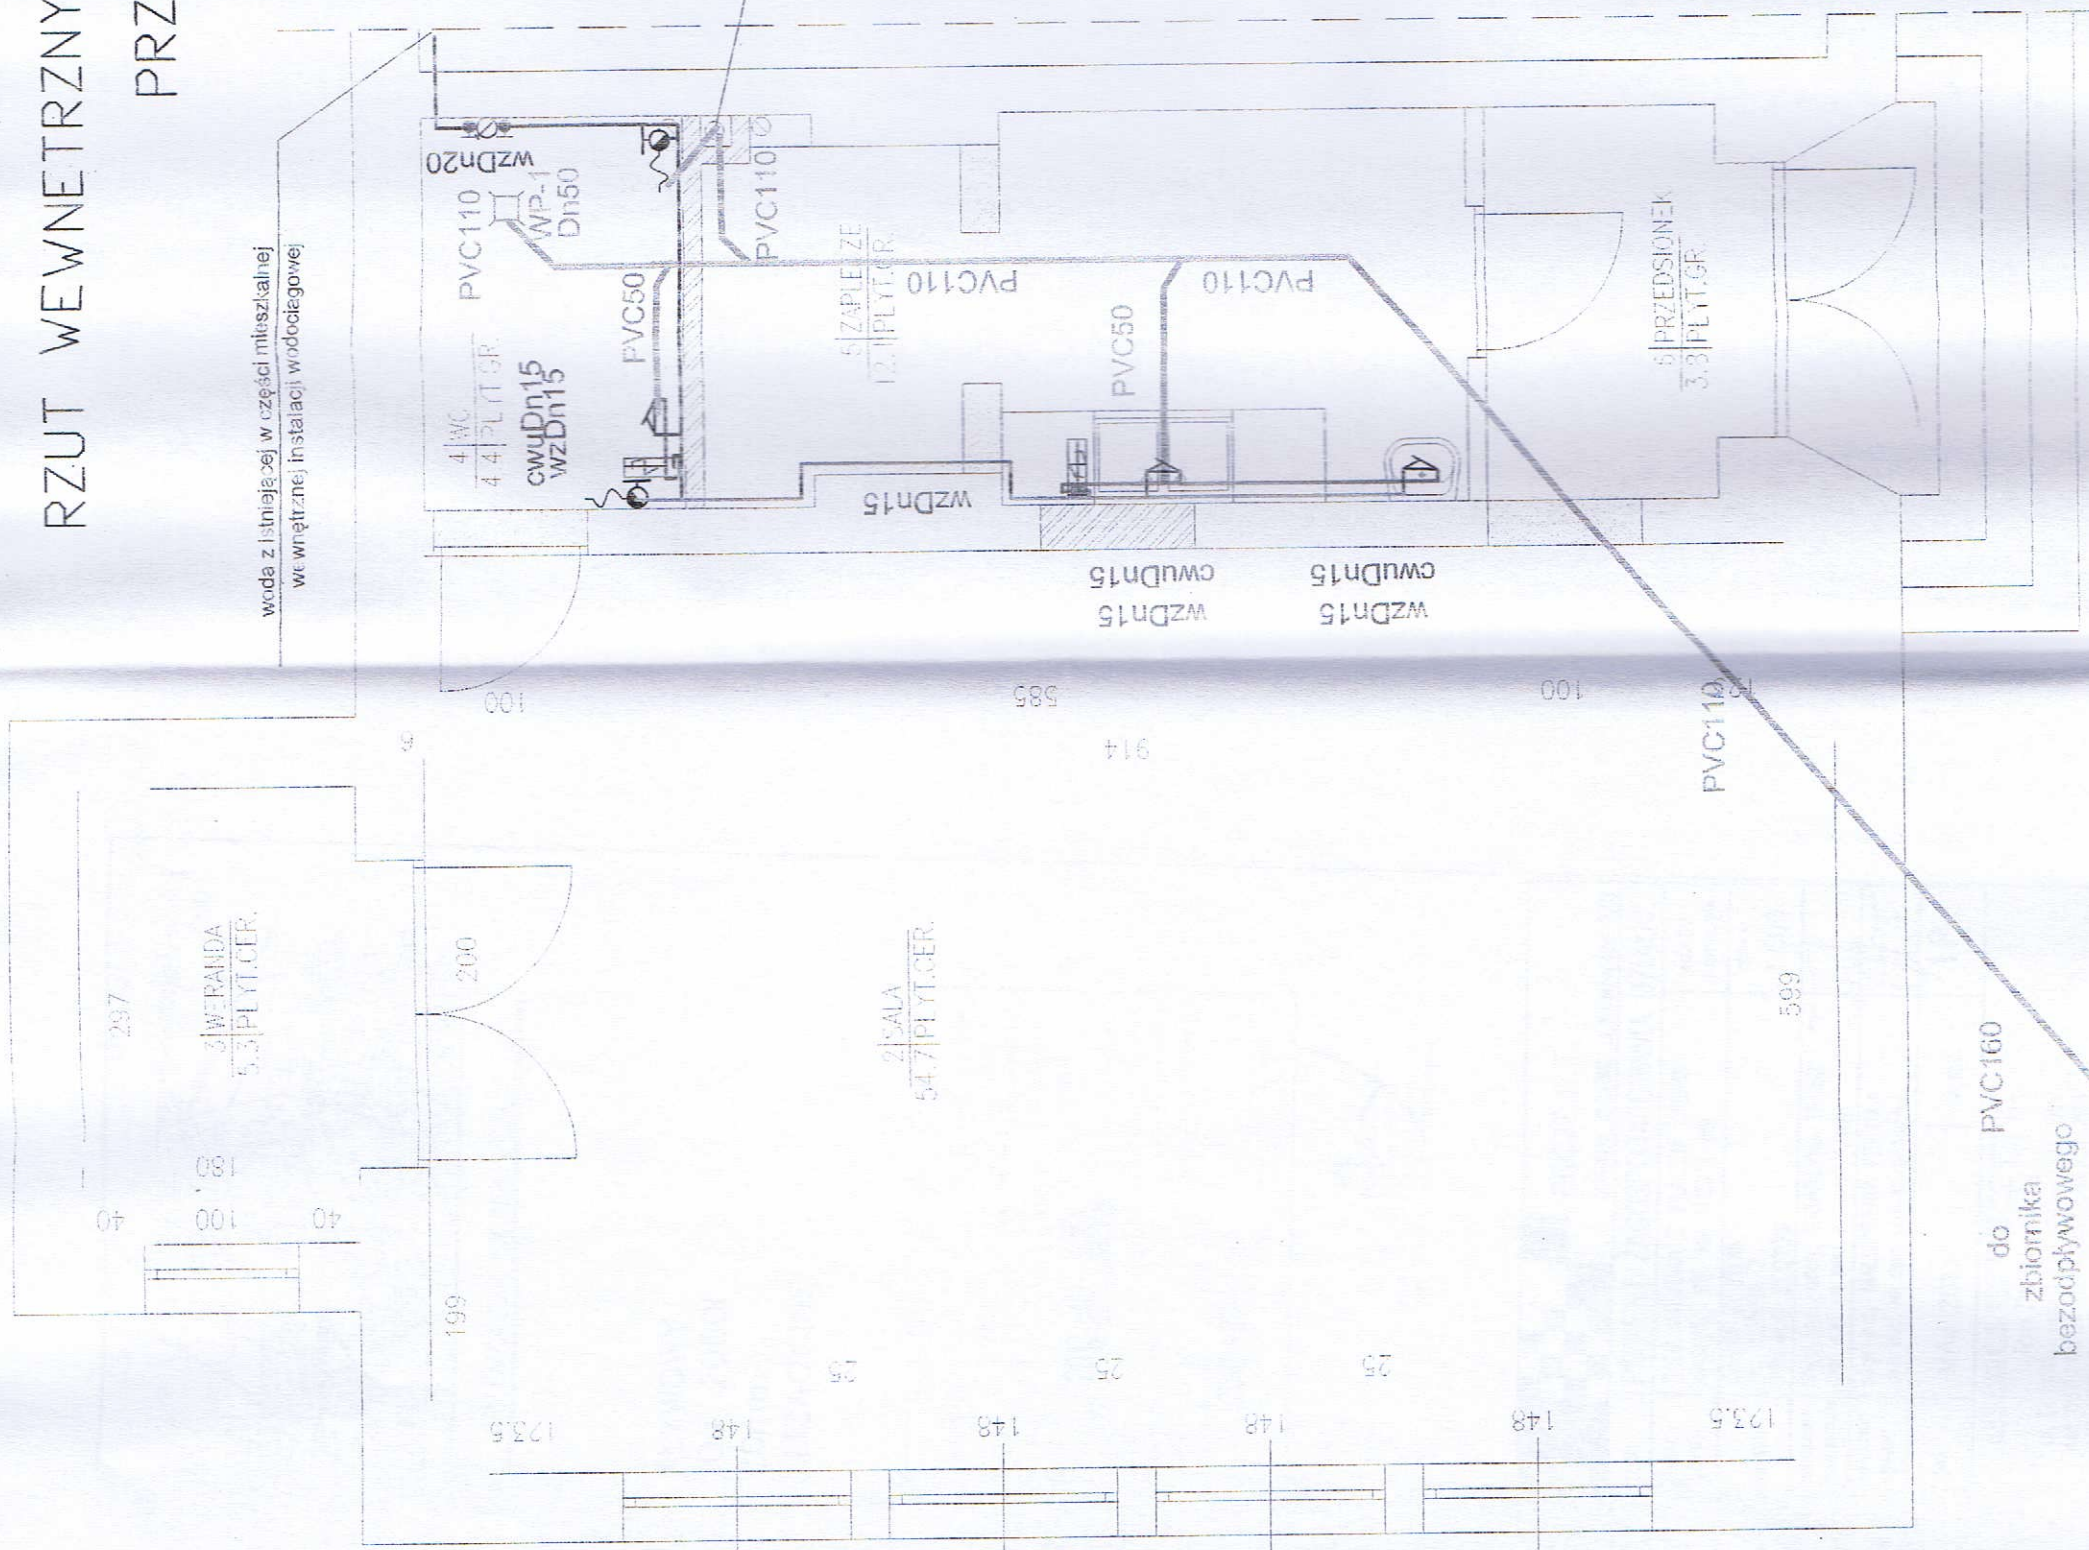 RZUT WEWNETRZNY
PRZ
woda z istniejącej w części mieszkalnej
wewnętrznej instalacji wodociągowej
wzDn20
PVC110
WP-1
Dn50
PVC50
PVC110
4 WC
4.4 PLYT.GR.
cwuDn15
wzDn15
5 ZAPLECZE
12.1 PLYT.GR.
PVC110
PVC50
PVC110
6 PRZEDSIONEK
3.8 PLYT.GR.
wzDn15
cwuDn15
wzDn15
cwuDn15
wzDn15
100
585
100
914
PVC110
3 WERANDA
5.3 PLYT.CER.
297
200
180
40
100
40
199
2 SALA
54.7 PLYT.CER.
599
25
25
25
123.5
148
148
148
148
123.5
PVC160
do
zbiornika
bezodpływowego